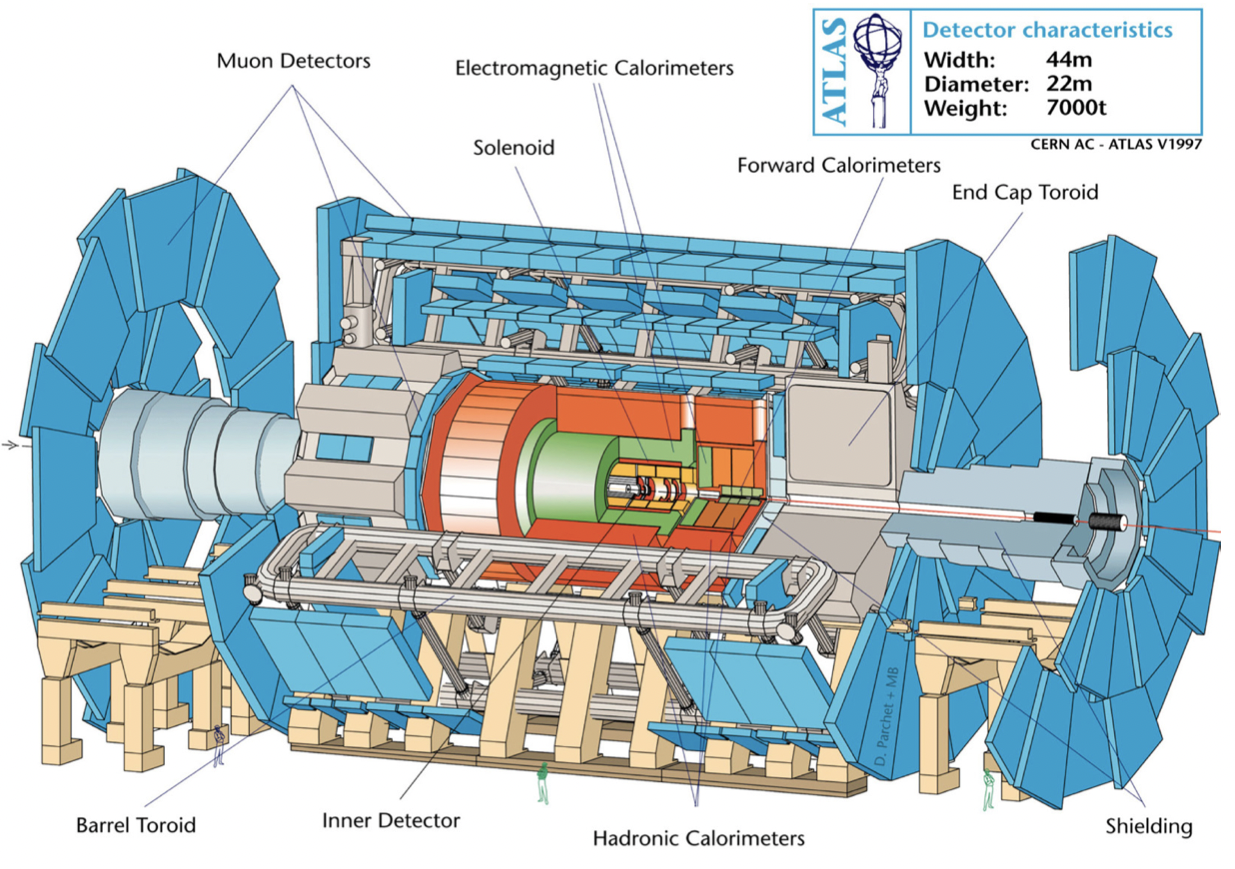 ATLAS
Detector characteristics
Width: 44m
Diameter: 22m
Weight: 7000t
CERN AC - ATLAS V1997
Muon Detectors
Electromagnetic Calorimeters
Solenoid
Forward Calorimeters
End Cap Toroid
D. Parchet + MB
Barrel Toroid
Inner Detector
Hadronic Calorimeters
Shielding